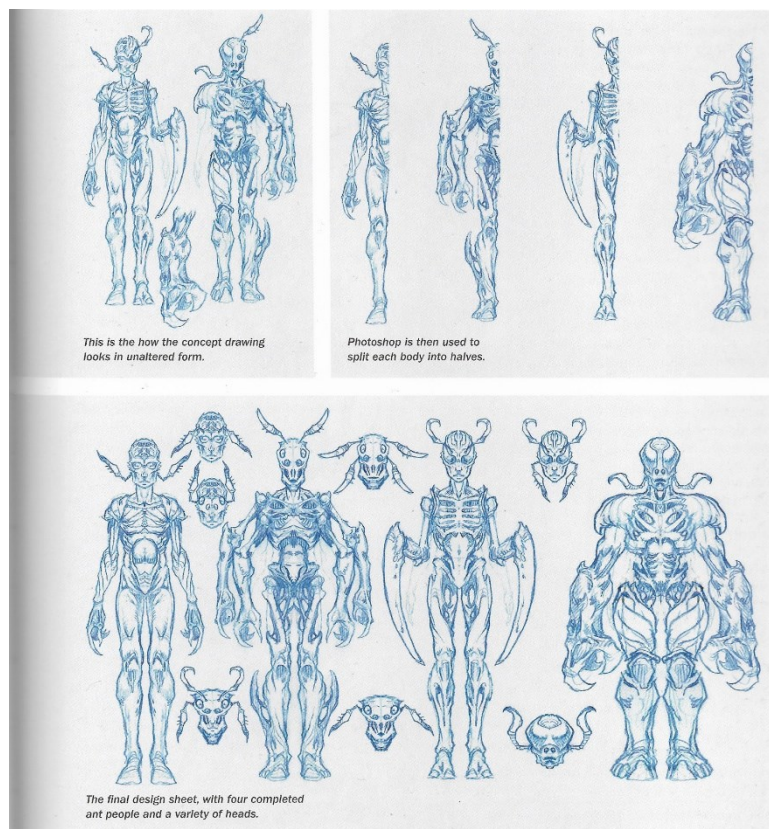 This is the how the concept drawing
looks in unaltered form.
Photoshop is then used to
split each body into halves.
The final design sheet, with four completed
ant people and a variety of heads.